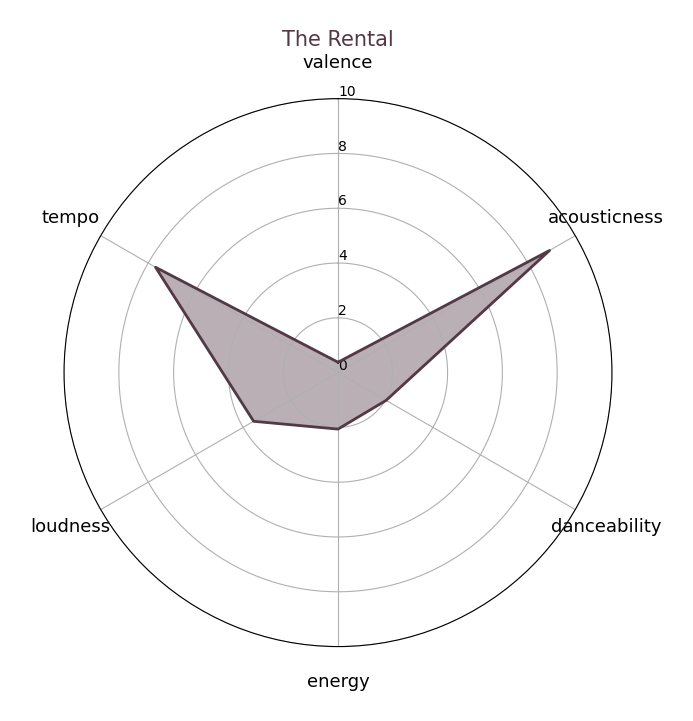 The Rental
valence
10
8
tempo
acousticness
6
4
2
0
loudness
danceability
energy